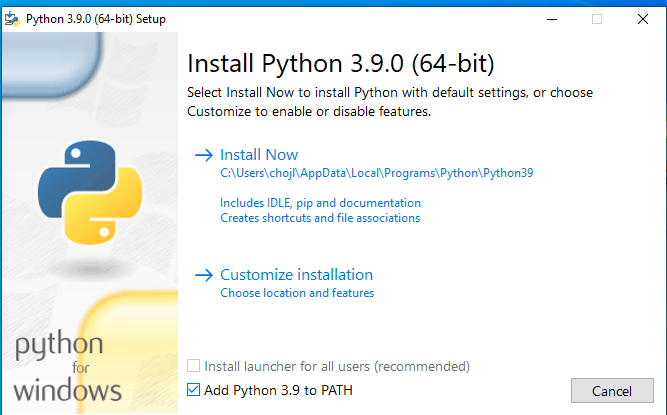 Python 3.9.0 (64-bit) Setup
Install Python 3.9.0 (64-bit)
Select Install Now to install Python with default settings, or choose
Customize to enable or disable features.
Install Now
C:\Users\chojl\AppData\Local\Programs\Python\Python39
Includes IDLE, pip and documentation
Creates shortcuts and file associations
Customize installation
Choose location and features
python
for
windows
Install launcher for all users (recommended)
Add Python 3.9 to PATH
Cancel